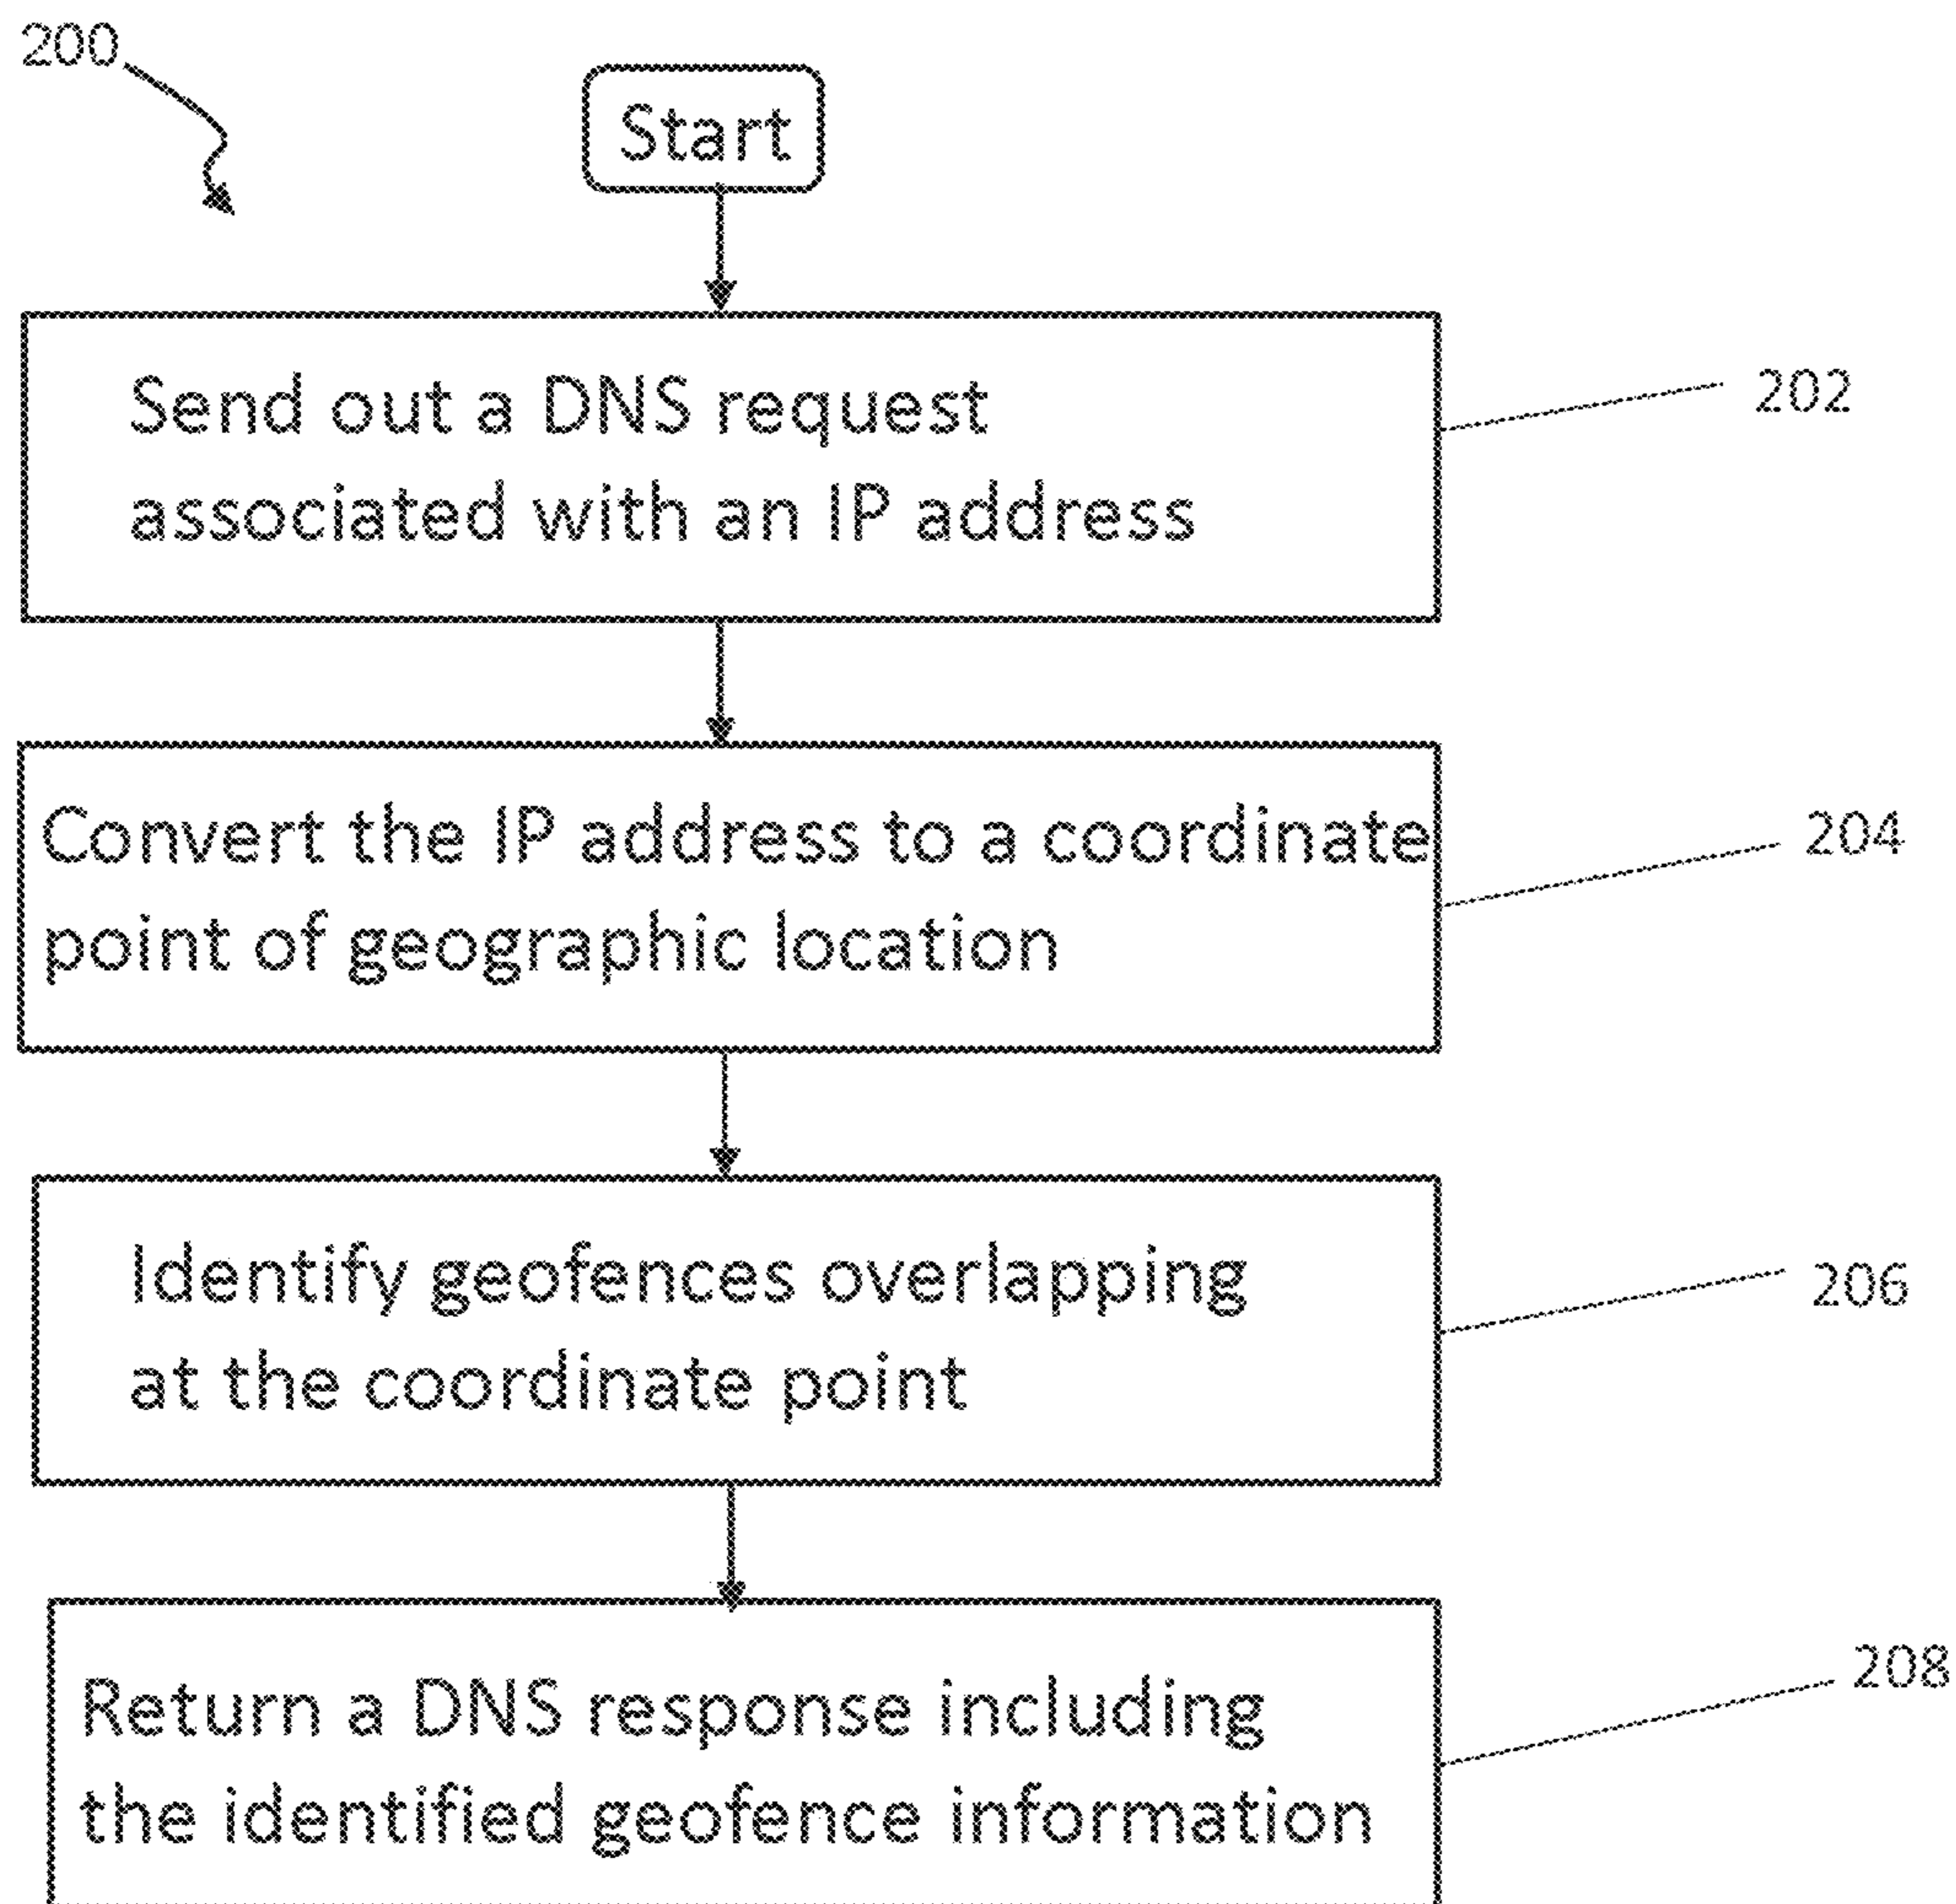 200
Start
Send out a DNS request
associated with an IP address
202
Convert the IP address to a coordinate
point of geographic location
204
Identify geofences overlapping
at the coordinate point
206
Return a DNS response including
the identified geofence information
208